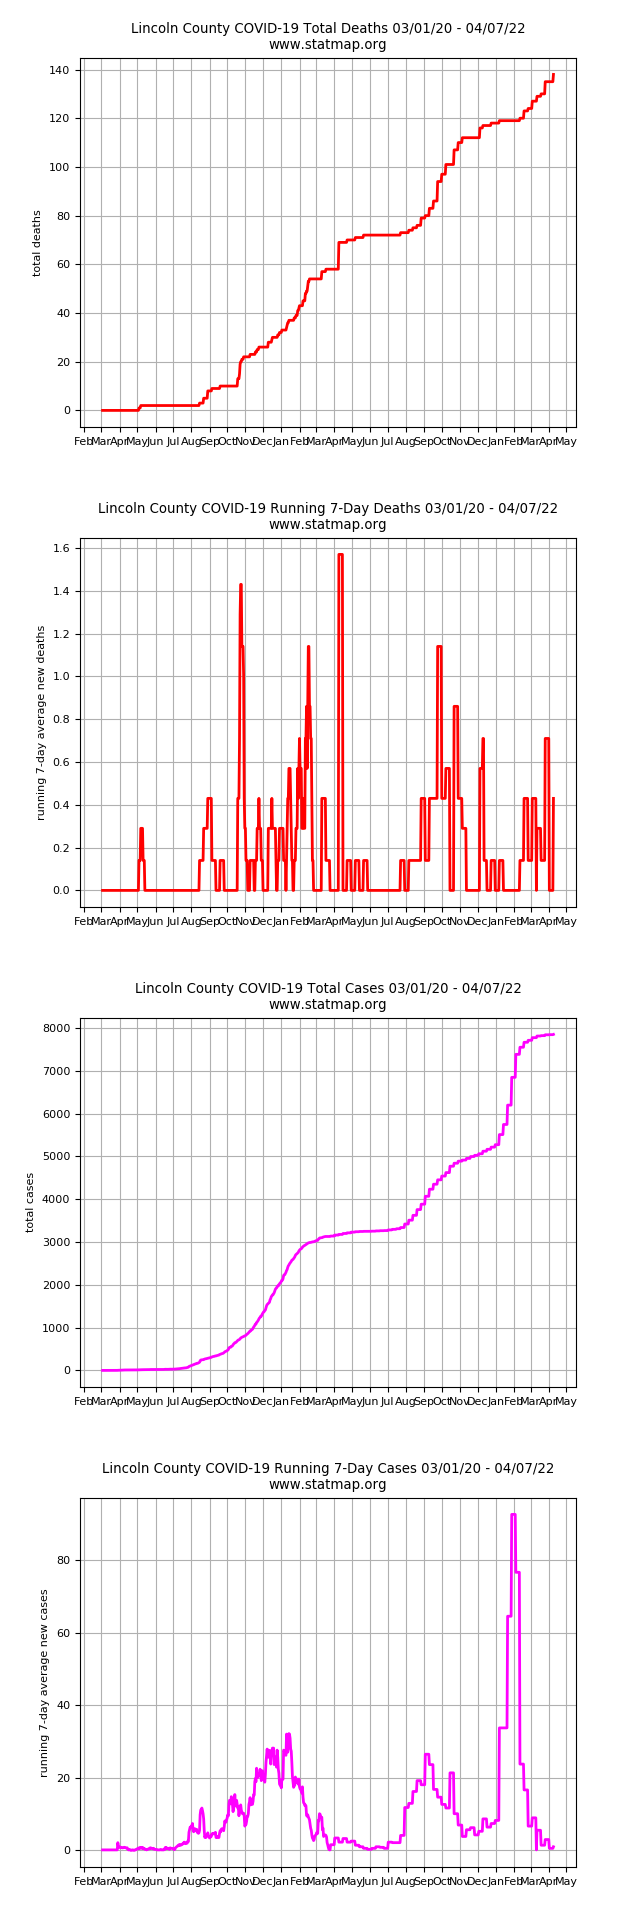 Lincoln County COVID-19 Total Deaths 03/01/20 - 04/07/22
www.statmap.org
140
120
100
80
60
40
20
0
total deaths
Feb Mar Apr May Jun Jul Aug Sep Oct Nov Dec Jan Feb Mar Apr May Jun Jul Aug Sep Oct Nov Dec Jan Feb Mar Apr May
Lincoln County COVID-19 Running 7-Day Deaths 03/01/20 - 04/07/22
www.statmap.org
1.6
1.4
1.2
1.0
0.8
0.6
0.4
0.2
0.0
running 7-day average new deaths
Feb Mar Apr May Jun Jul Aug Sep Oct Nov Dec Jan Feb Mar Apr May Jun Jul Aug Sep Oct Nov Dec Jan Feb Mar Apr May
Lincoln County COVID-19 Total Cases 03/01/20 - 04/07/22
www.statmap.org
8000
7000
6000
5000
4000
3000
2000
1000
0
total cases
Feb Mar Apr May Jun Jul Aug Sep Oct Nov Dec Jan Feb Mar Apr May Jun Jul Aug Sep Oct Nov Dec Jan Feb Mar Apr May
Lincoln County COVID-19 Running 7-Day Cases 03/01/20 - 04/07/22
www.statmap.org
80
60
40
20
0
running 7-day average new cases
Feb Mar Apr May Jun Jul Aug Sep Oct Nov Dec Jan Feb Mar Apr May Jun Jul Aug Sep Oct Nov Dec Jan Feb Mar Apr May